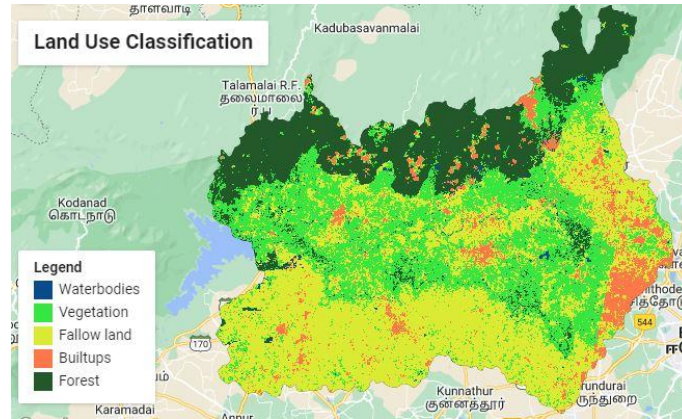 தாளவாடி
Kadubasavanmalai
Land Use Classification
Talamalai R.F.
தலைமாலை
ர்.ப
Kodanad
கொடநாடு
Legend
Waterbodies
Vegetation
Fallow land
Builtups
Forest
சித்தோடு
544
170
Karamadai
Kunnathur
குன்னத்தூர்